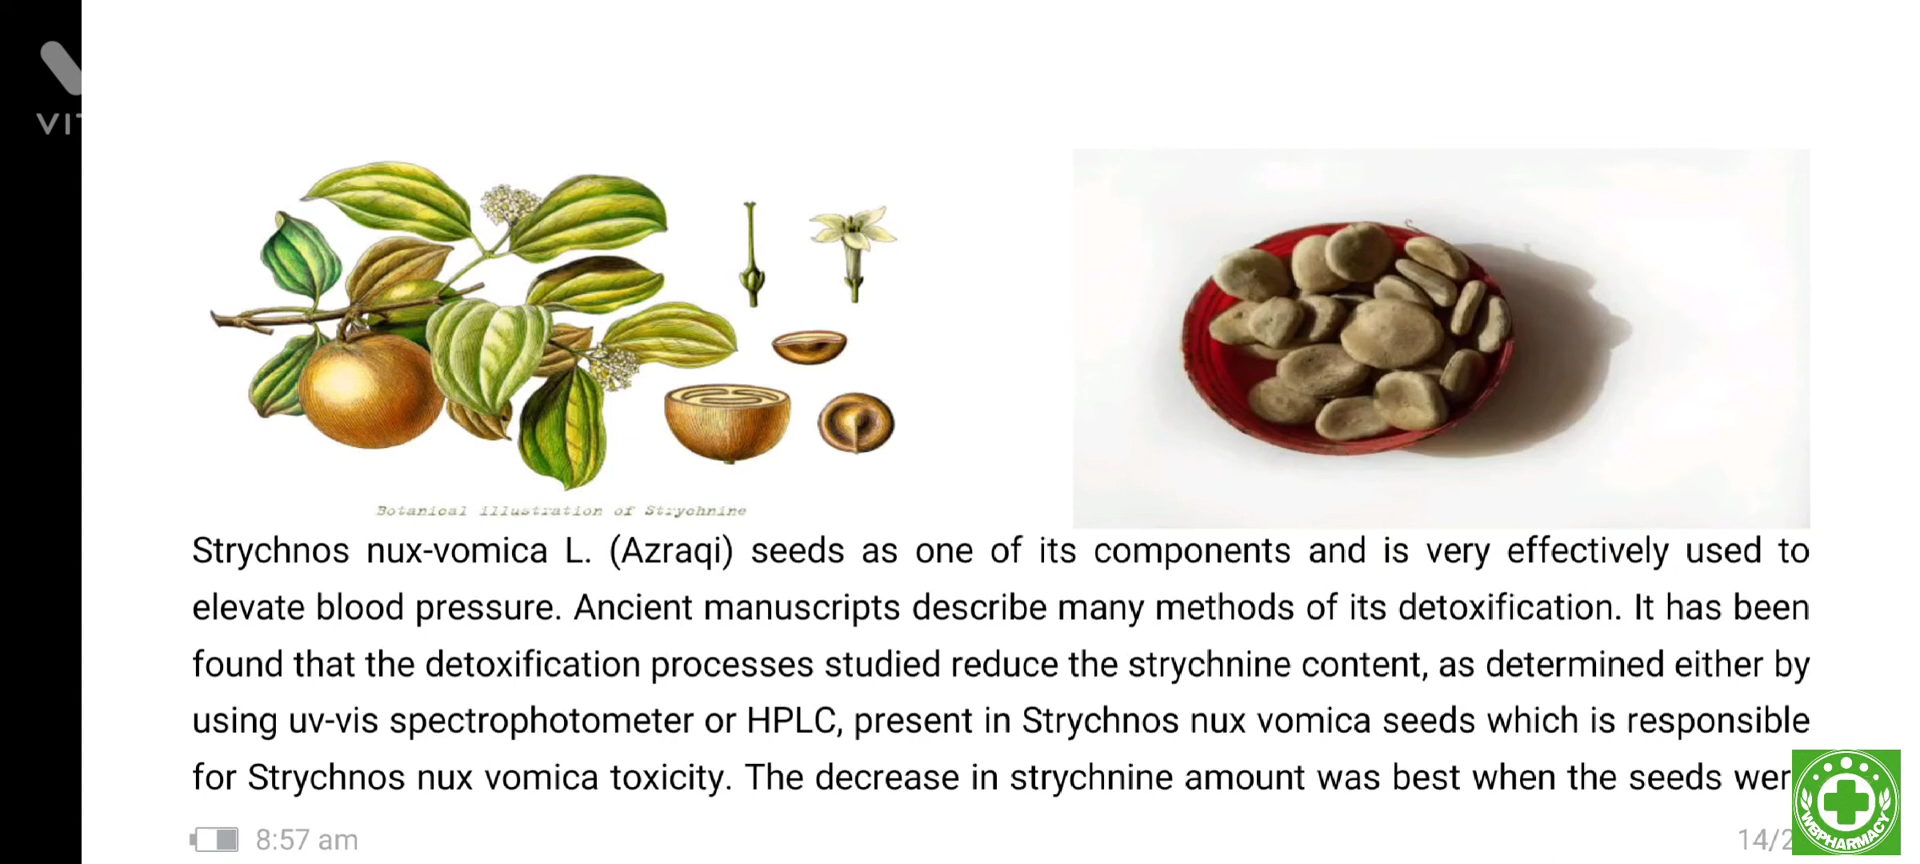 Botanical illustration of Strychnine
Strychnos nux-vomica L. (Azraqi) seeds as one of its components and is very effectively used to
elevate blood pressure. Ancient manuscripts describe many methods of its detoxification. It has been
found that the detoxification processes studied reduce the strychnine content, as determined either by
using uv-vis spectrophotometer or HPLC, present in Strychnos nux vomica seeds which is responsible
for Strychnos nux vomica toxicity. The decrease in strychnine amount was best when the seeds wer
8:57 am
14/2
WBPHARMACY